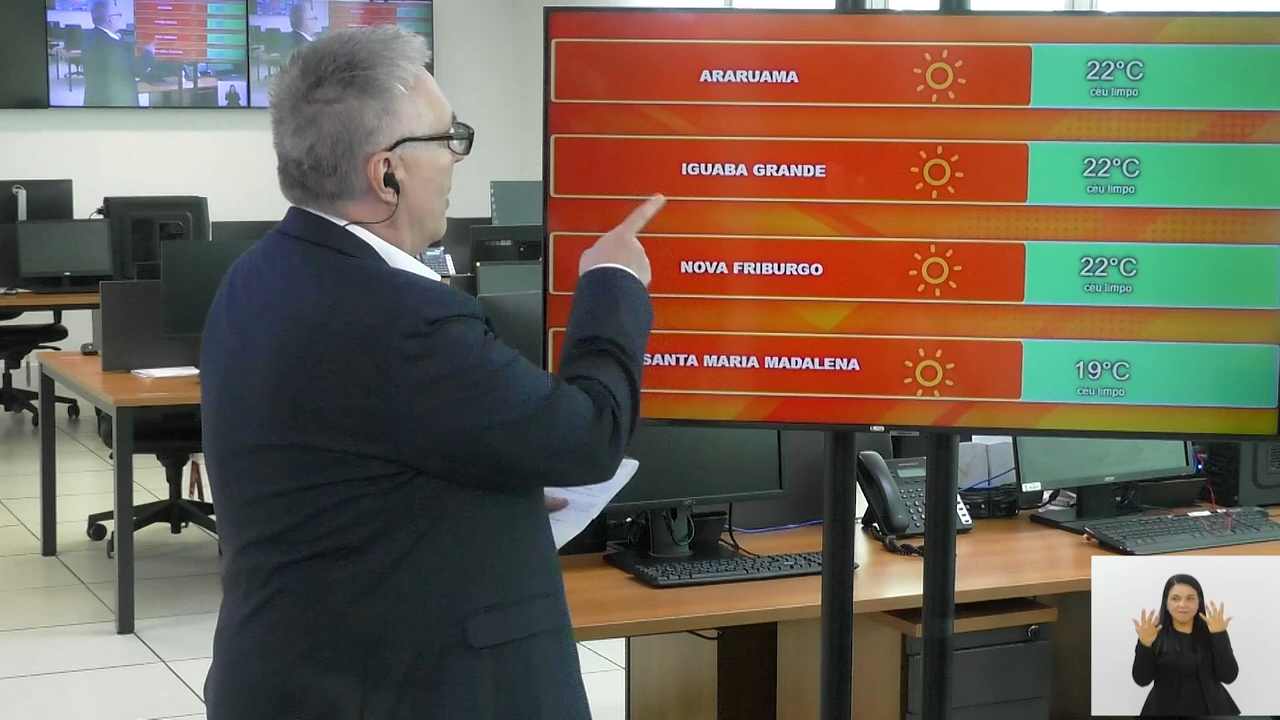 ARARUAMA
22°C
céu limpo
IGUABA GRANDE
22°C
céu limpo
NOVA FRIBURGO
22°C
céu limpo
SANTA MARIA MADALENA
19°C
céu limpo